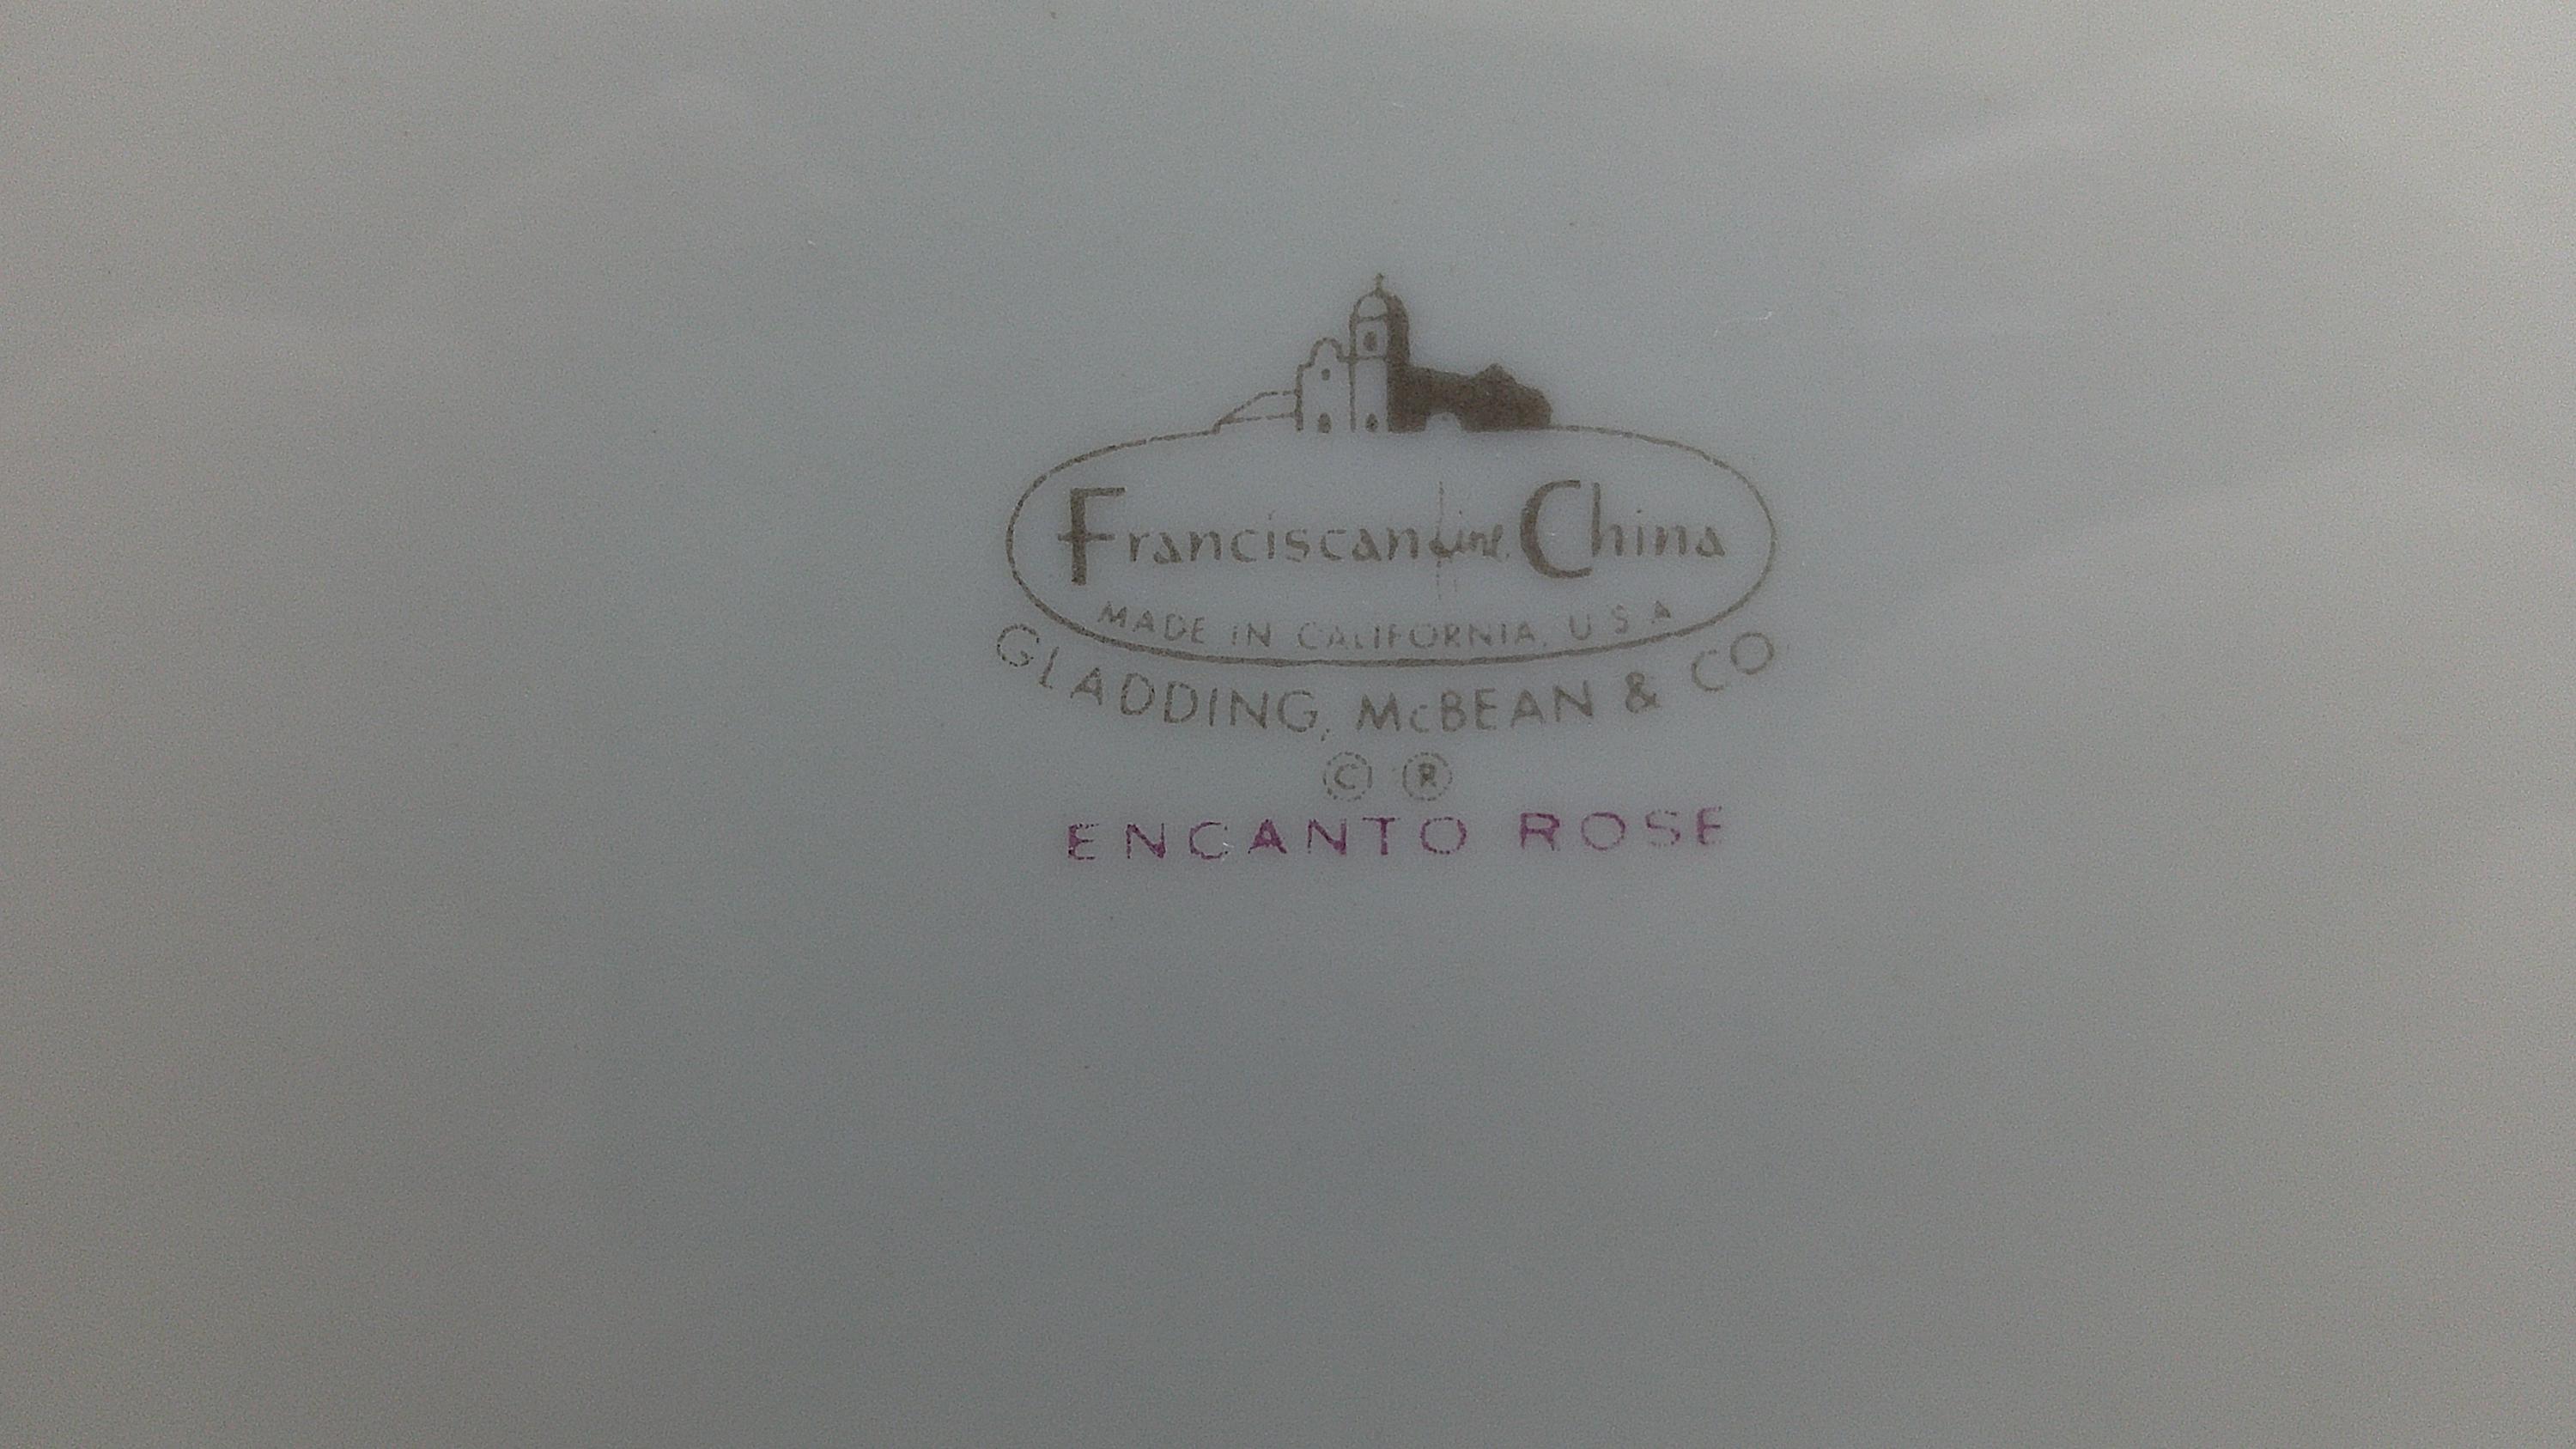 Franciscan fine China
MADE IN CALIFORNIA, U S A
GLADDING, McBEAN & CO
© ®
ENCANTO ROSE